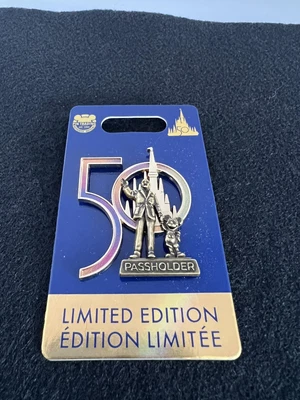 50
PASSHOLDER
LIMITED EDITION
ÉDITION LIMITÉE